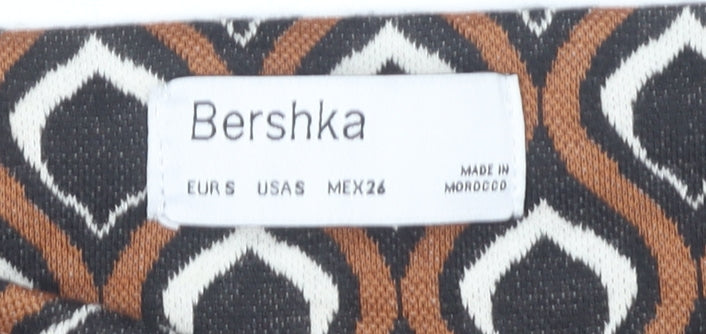 Bershka
MADE IN
EUR S USA S MEX 26 MOROCCO